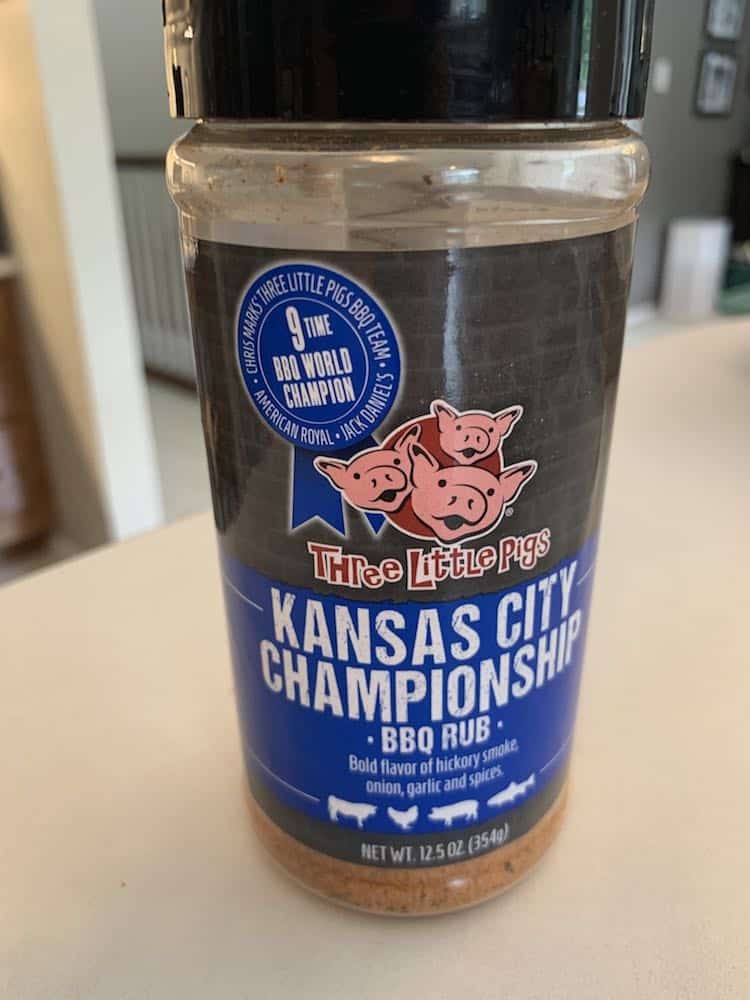 CHRIS MARKS' THREE LITTLE PIGS BBQ TEAM •
AMERICAN ROYAL • JACK DANIEL'S •
9 TIME
BBQ WORLD
CHAMPION
®
THree LittLe Pigs
KANSAS CITY
CHAMPIONSHIP
• BBQ RUB •
Bold flavor of hickory smoke,
onion, garlic and spices.
NET WT. 12.5 OZ. (354g)